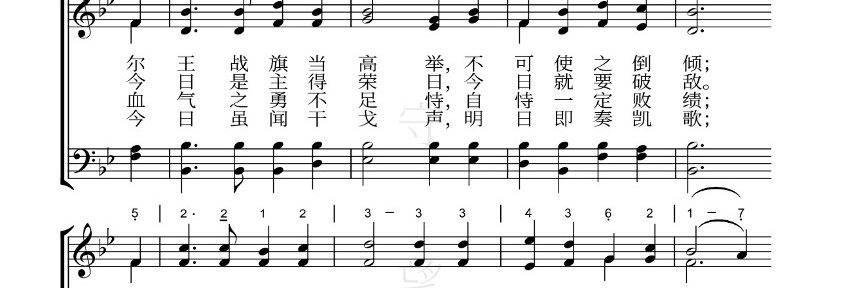 尔 王 战 旗 当 高 举，不 可 使 之 倒 倾；
今 日 是 主 得 荣 日，今 日 就 要 破 敌。
血 气 之 勇 不 足 恃，自 恃 一 定 败 绩；
今 日 虽 闻 干 戈 声，明 日 即 奏 凯 歌；
5̣ | 2. 2 1 2 | 3 – 3 3 | 4 3 6̣ 2 | 1 – 7̣